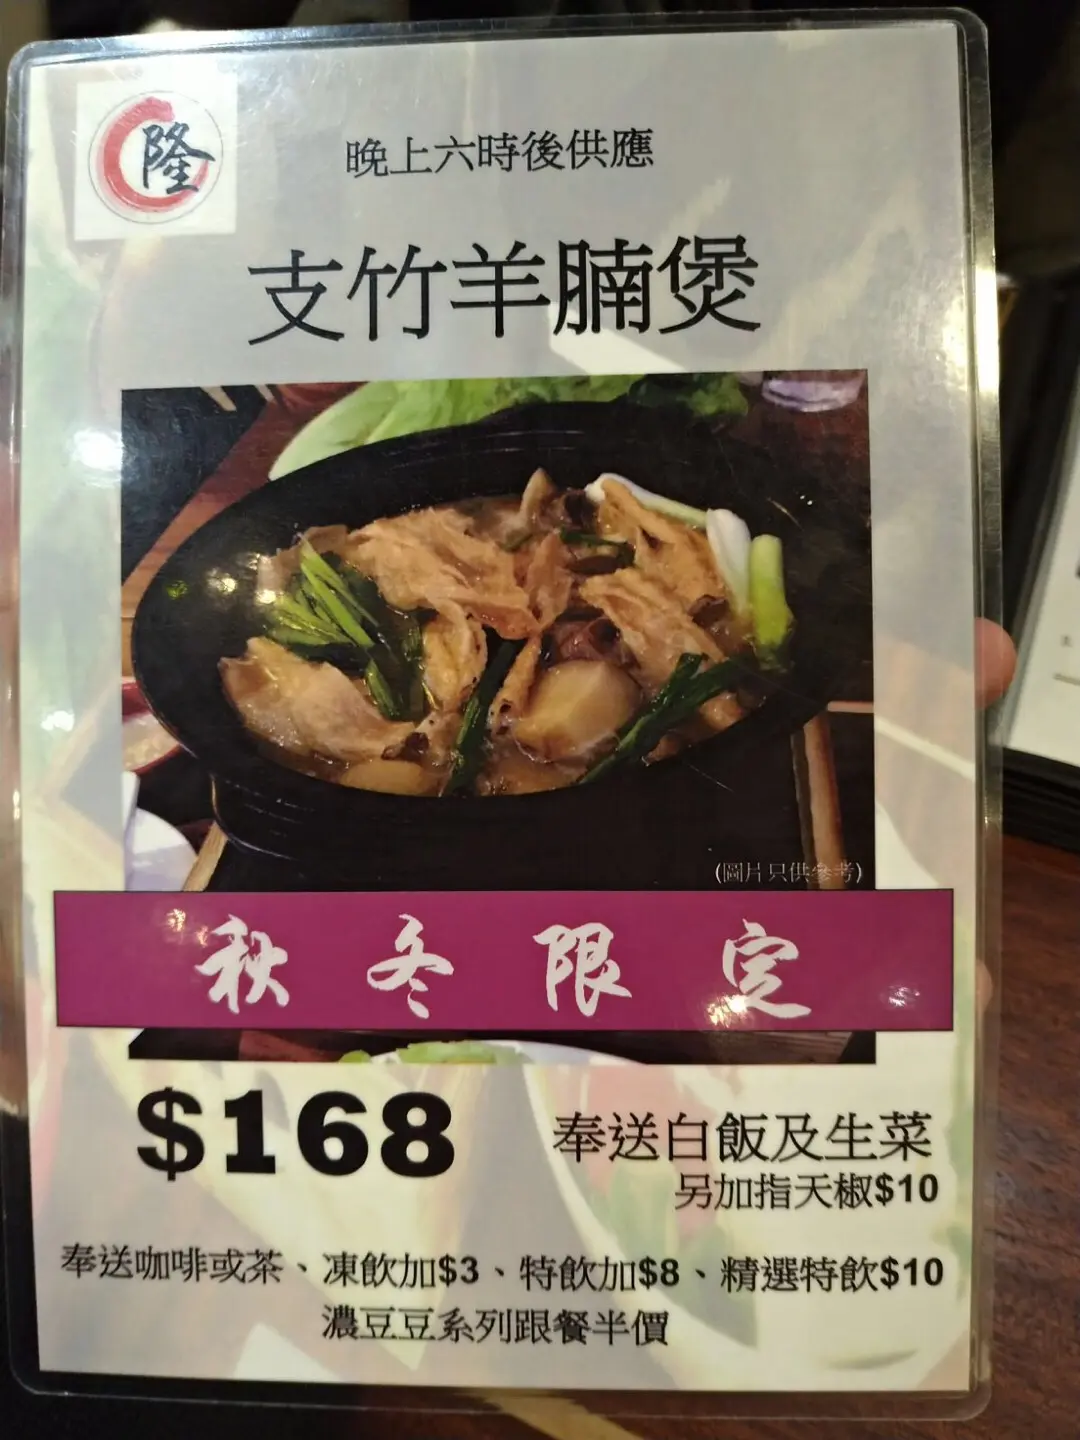 隆
晚上六時後供應
支竹羊腩煲
(圖片只供參考)
秋冬限定
$168
奉送白飯及生菜
另加指天椒$10
奉送咖啡或茶、凍飲加$3、特飲加$8、精選特飲$10
濃豆豆系列跟餐半價